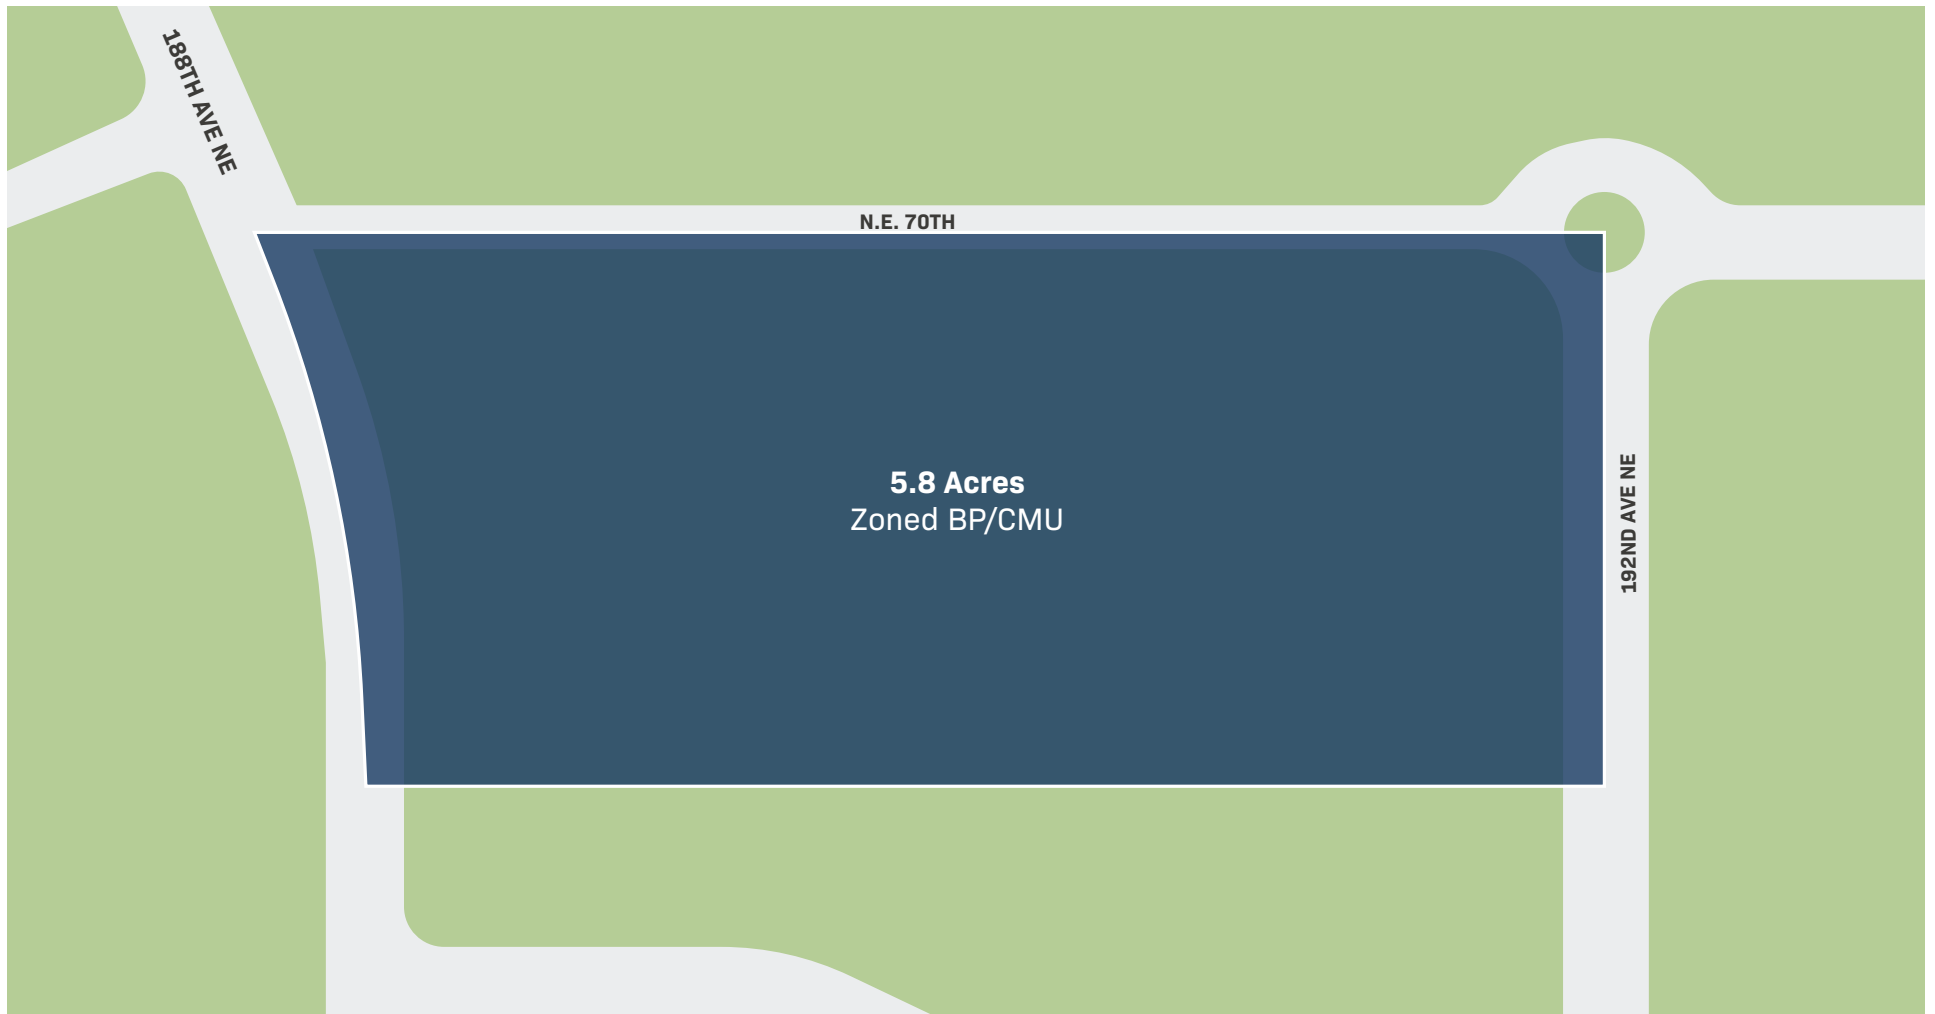 188TH AVE NE
N.E. 70TH
5.8 Acres
Zoned BP/CMU
192ND AVE NE